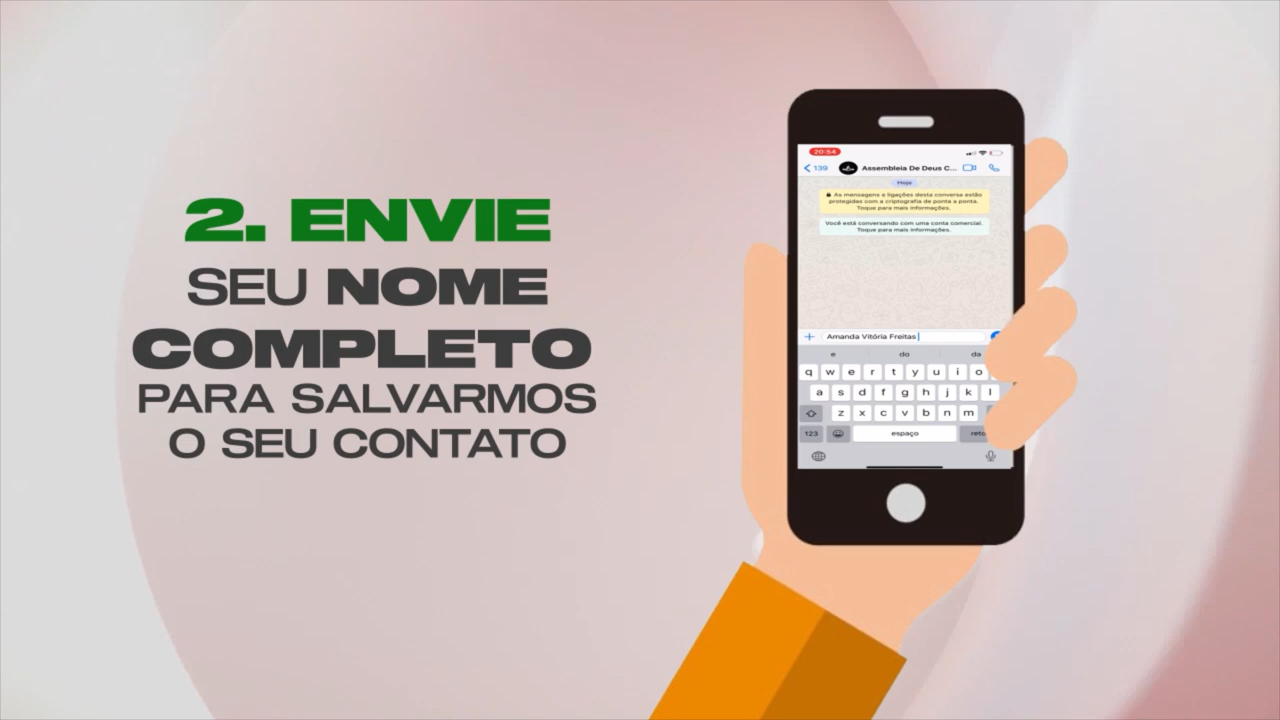 2. ENVIE
SEU NOME
COMPLETO
PARA SALVARMOS
O SEU CONTATO
20:54
139 Assembleia De Deus C...
Hoje
As mensagens e ligações desta conversa estão
protegidas com a criptografia de ponta a ponta.
Toque para mais informações.
Você está conversando com uma conta comercial.
Toque para mais informações.
Amanda Vitória Freitas
e do da
q w e r t y u i o
a s d f g h j k l
z x c v b n m
123 espaço reto